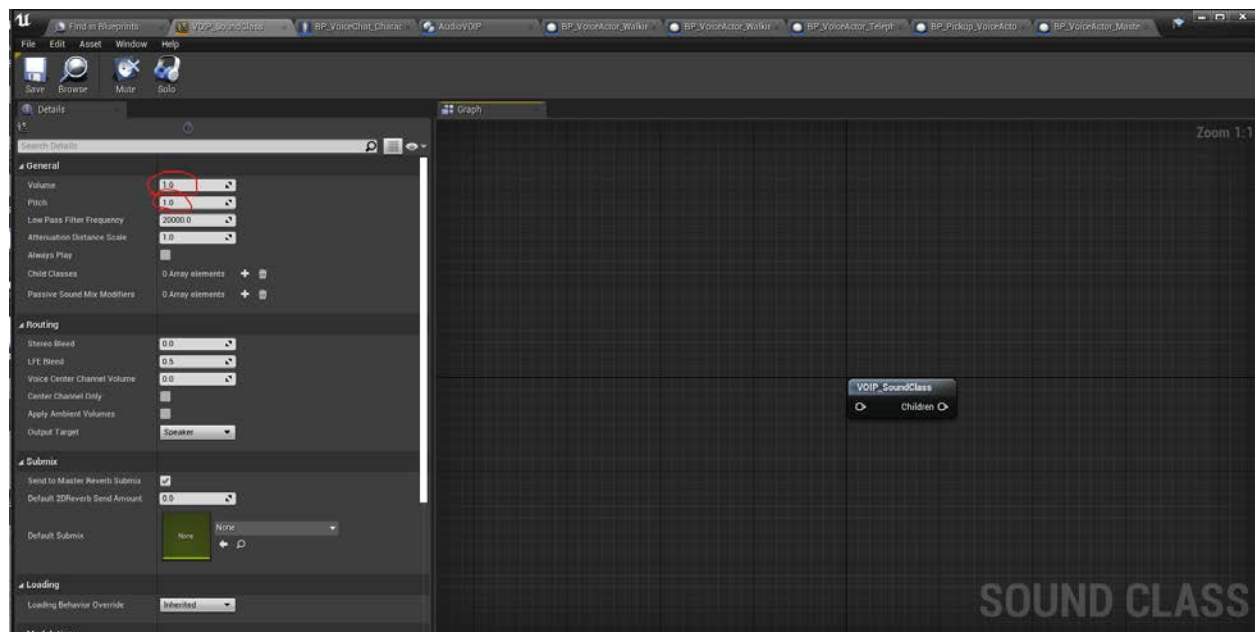 Find in Blueprints
VOIP_SoundClass
BP_VoiceChat_Charac
AudioVOIP
BP_VoiceActor_Walkir
BP_VoiceActor_Walkir
BP_VoiceActor_Teleph
BP_Pickup_VoiceActo
BP_VoiceActor_Maste
File Edit Asset Window Help
Save Browse Mute Solo
Details
Graph
Search Details
Zoom 1:1
General
Volume 1.0
Pitch 1.0
Low Pass Filter Frequency 20000.0
Attenuation Distance Scale 1.0
Always Play
Child Classes 0 Array elements
Passive Sound Mix Modifiers 0 Array elements
Routing
Stereo Bleed 0.0
LFE Bleed 0.5
Voice Center Channel Volume 0.0
Center Channel Only
Apply Ambient Volumes
Output Target Speaker
VOIP_SoundClass
Children
Submix
Send to Master Reverb Submix
Default 2DReverb Send Amount 0.0
Default Submix None None
Loading
Loading Behavior Override Inherited
SOUND CLASS